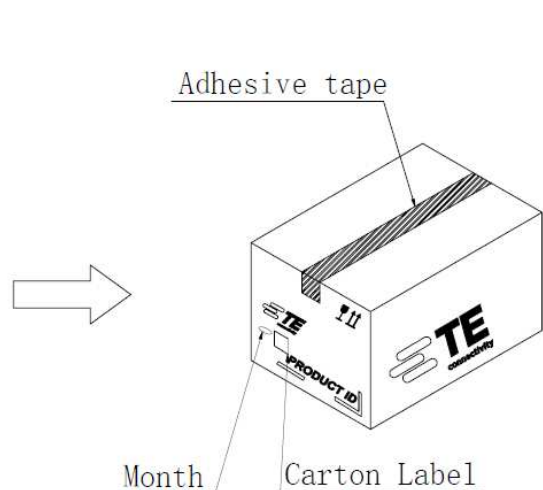 Adhesive tape
TE
TE
connectivity
PRODUCT ID
Month
Carton Label